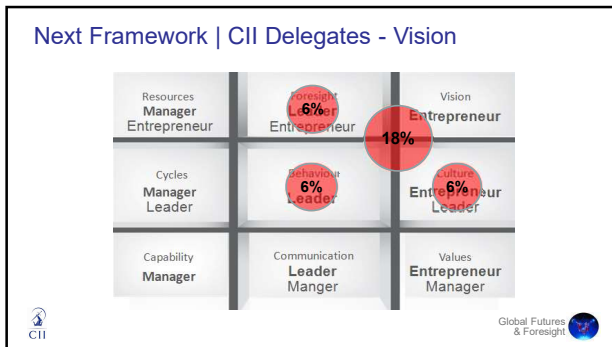 Next Framework | CII Delegates - Vision
Resources
Manager
Entrepreneur
Foresight
Leader
Entrepreneur
6%
Vision
Entrepreneur
18%
Cycles
Manager
Leader
Behaviour
Leader
6%
Culture
Entrepreneur
Leader
6%
Capability
Manager
Communication
Leader
Manger
Values
Entrepreneur
Manager
CII
Global Futures
& Foresight